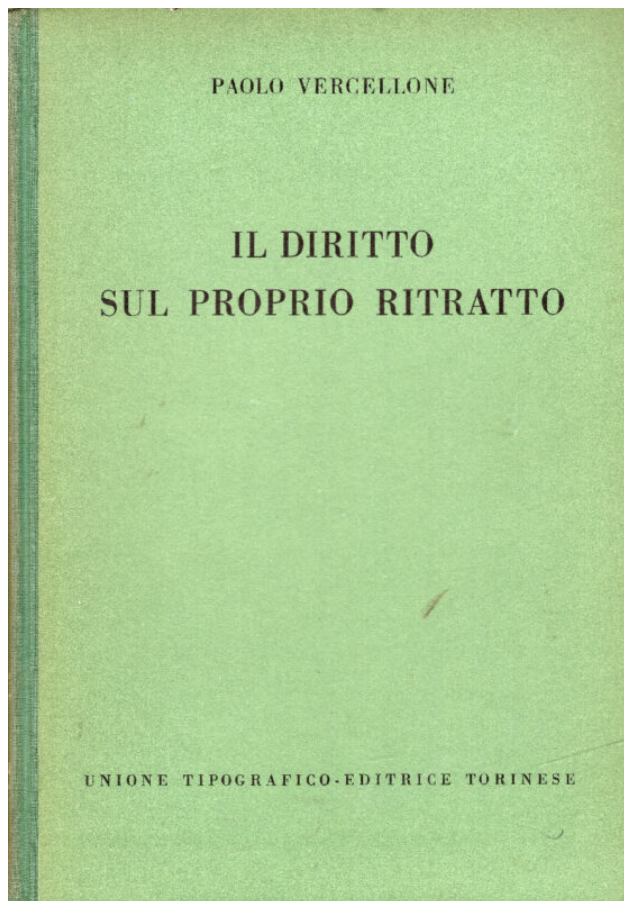 PAOLO VERCELLONE
IL DIRITTO
SUL PROPRIO RITRATTO
UNIONE TIPOGRAFICO-EDITRICE TORINESE